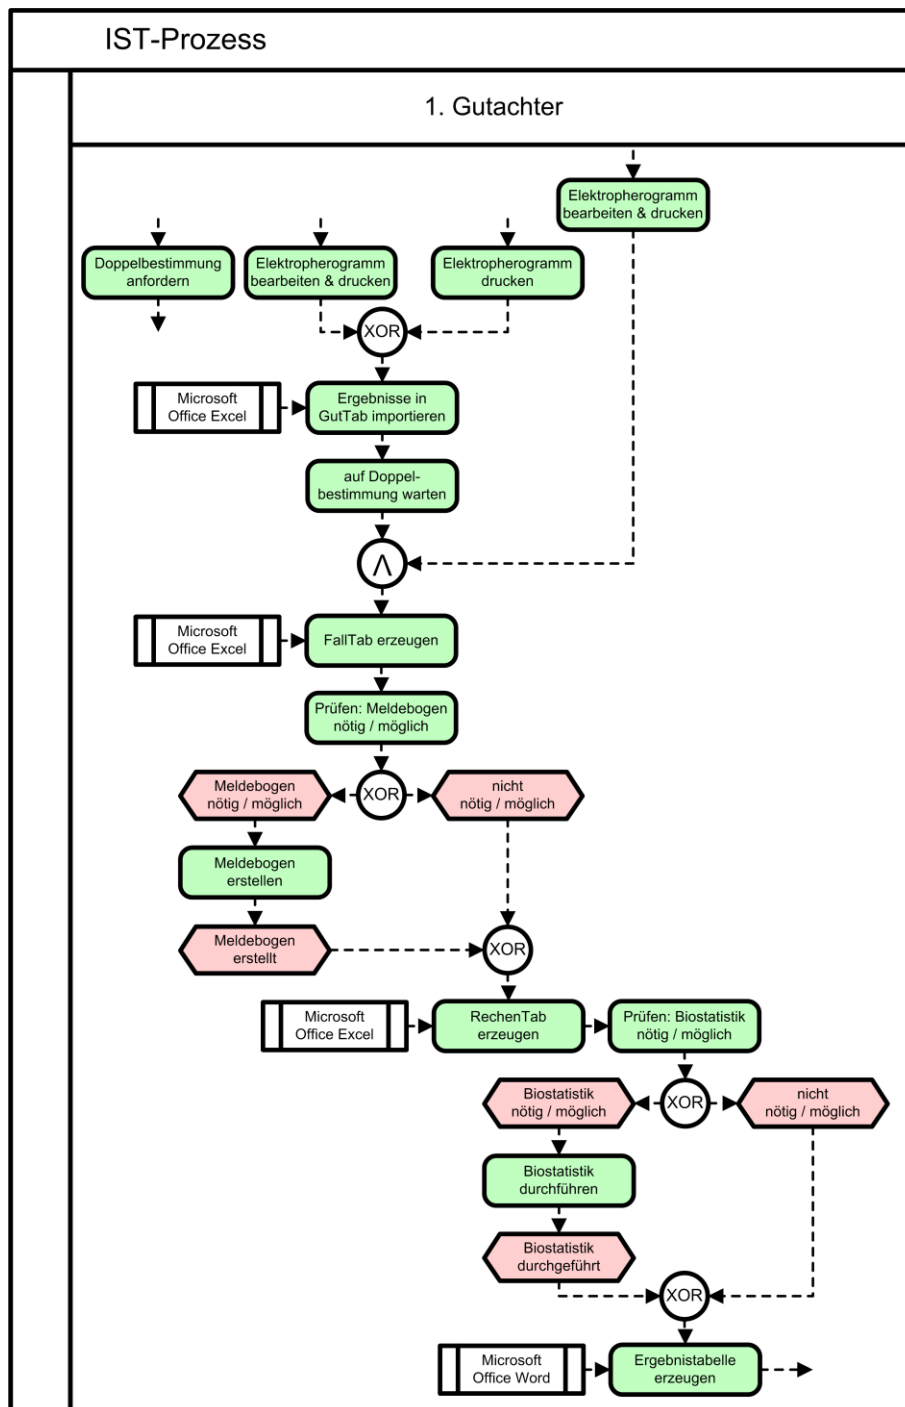 IST-Prozess
1. Gutachter
Elektropherogramm
bearbeiten & drucken
Doppelbestimmung
anfordern
Elektropherogramm
bearbeiten & drucken
Elektropherogramm
drucken
XOR
Microsoft
Office Excel
Ergebnisse in
GutTab importieren
auf Doppel-
bestimmung warten
Λ
Microsoft
Office Excel
FallTab erzeugen
Prüfen: Meldebogen
nötig / möglich
Meldebogen
nötig / möglich
XOR
nicht
nötig / möglich
Meldebogen
erstellen
Meldebogen
erstellt
XOR
Microsoft
Office Excel
RechenTab
erzeugen
Prüfen: Biostatistik
nötig / möglich
Biostatistik
nötig / möglich
XOR
nicht
nötig / möglich
Biostatistik
durchführen
Biostatistik
durchgeführt
XOR
Microsoft
Office Word
Ergebnistabelle
erzeugen